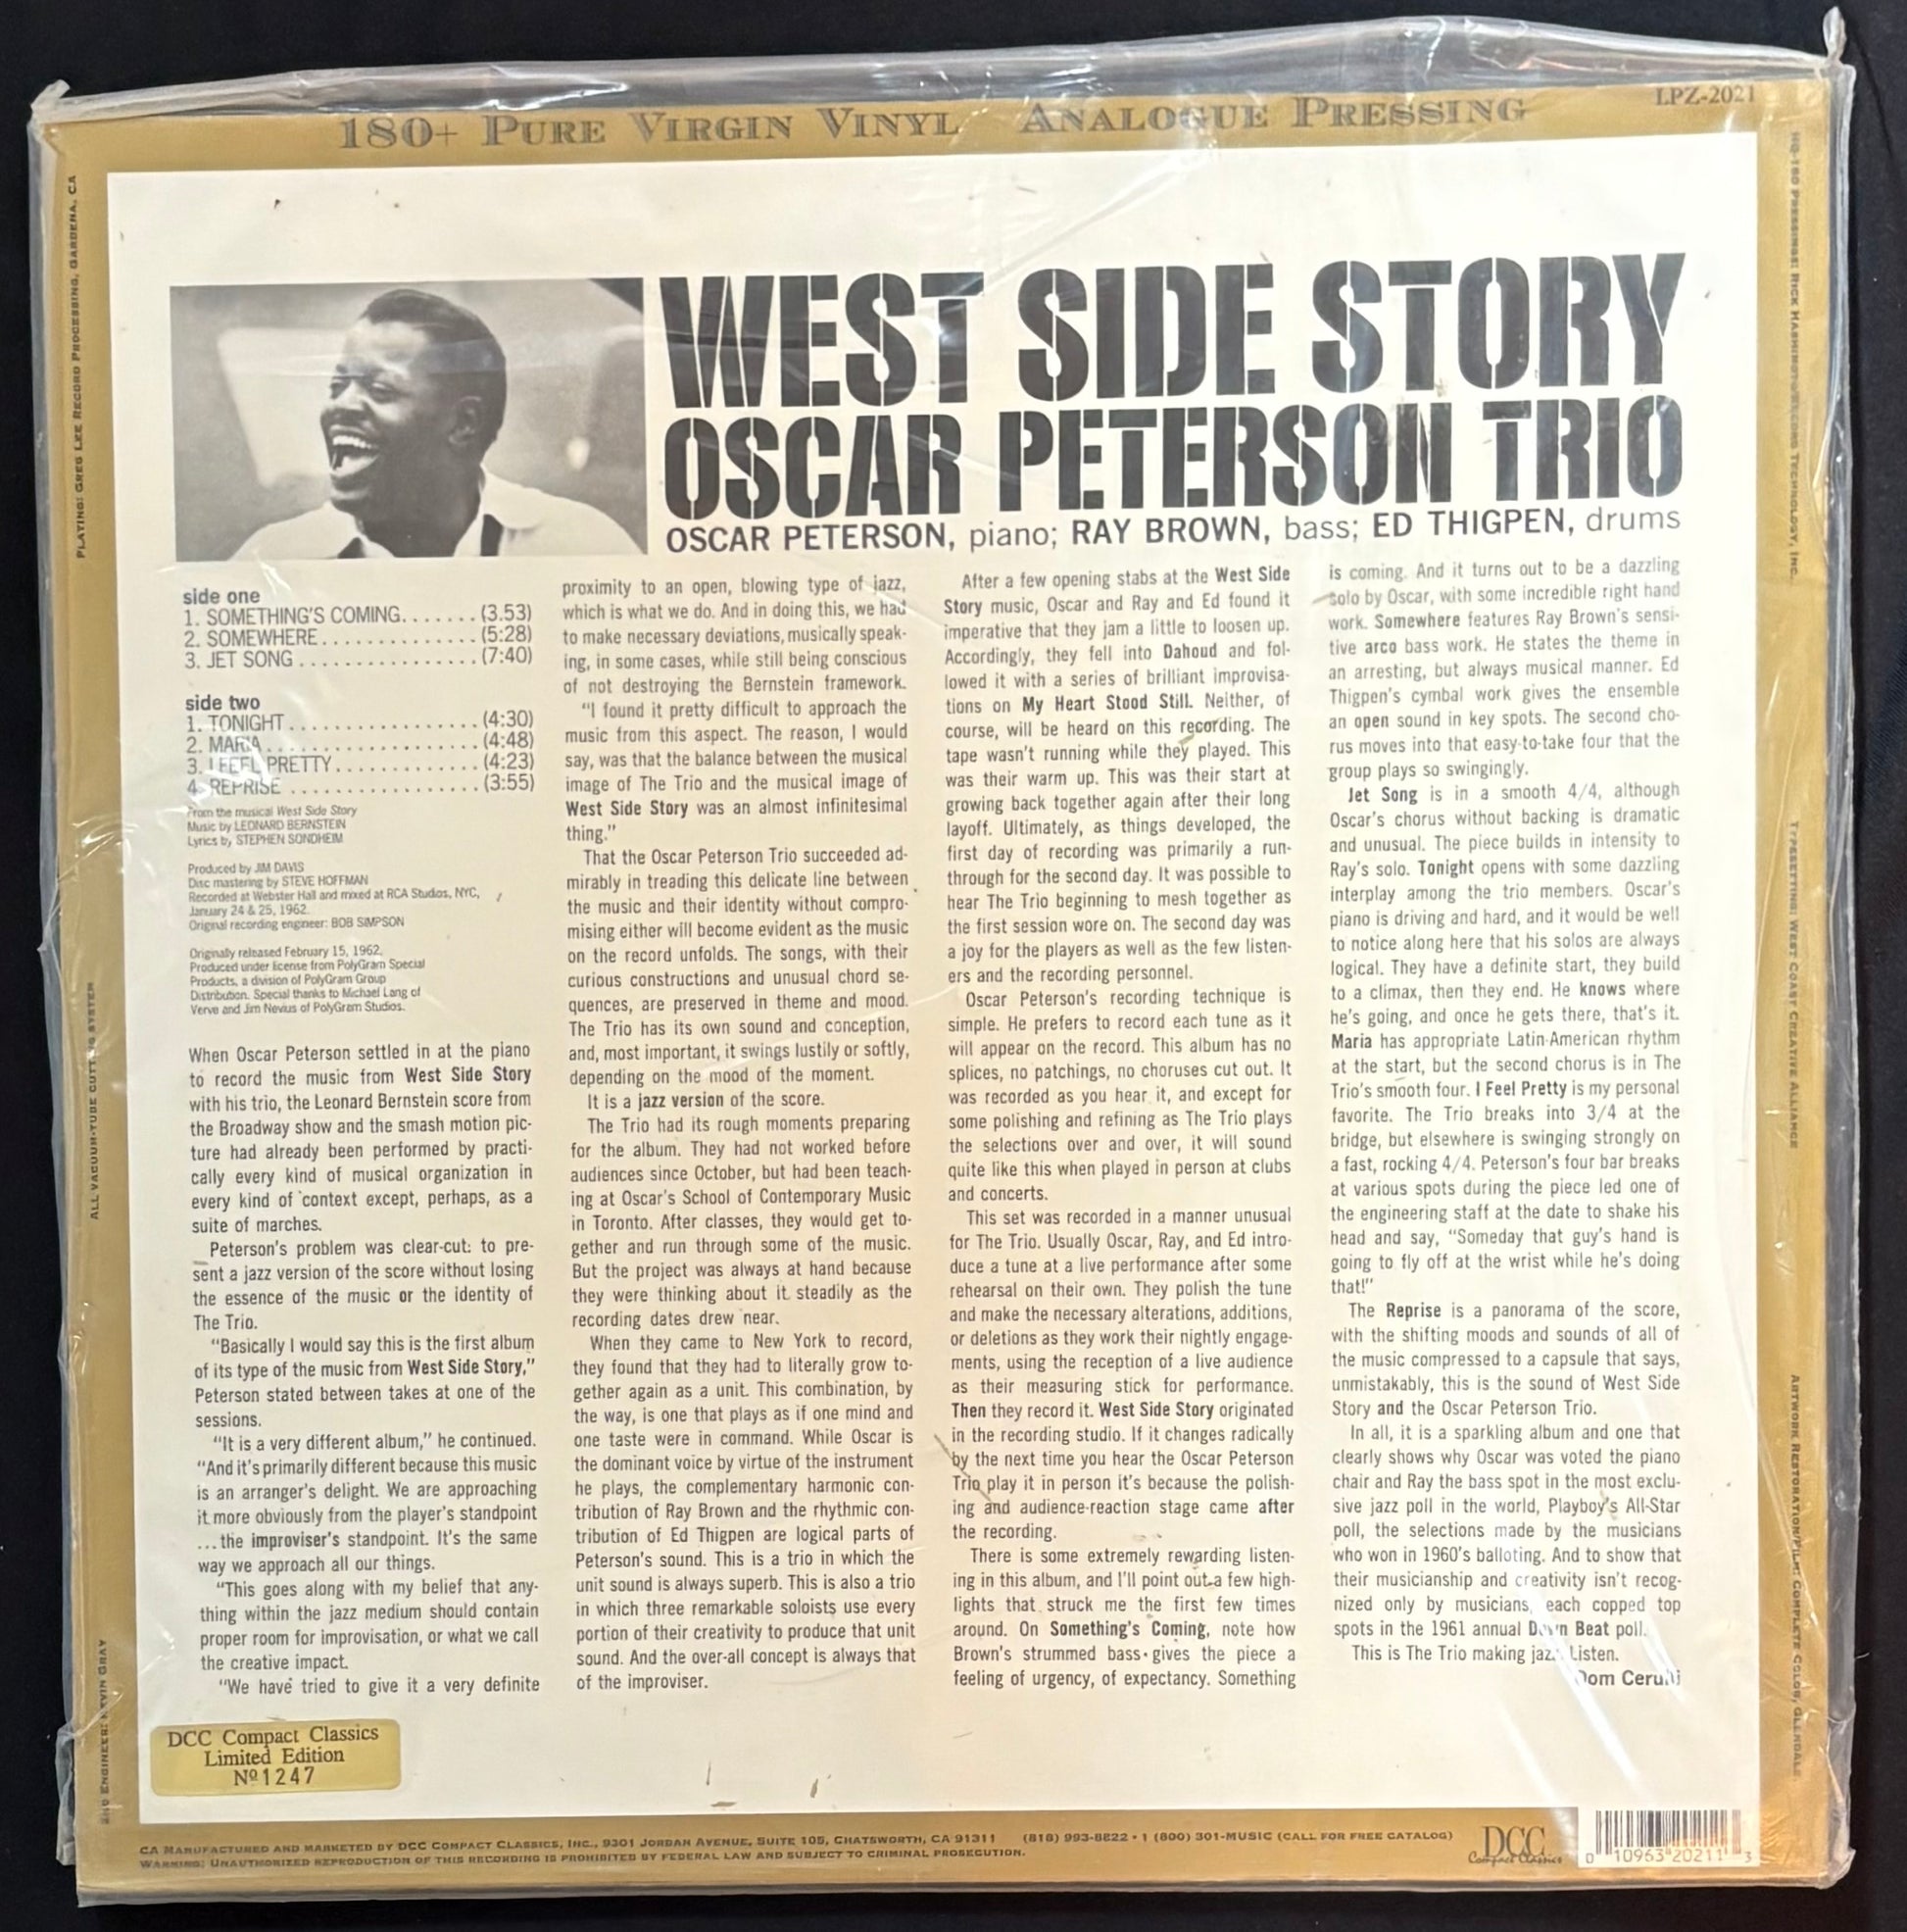 180+ PURE VIRGIN VINYL ANALOGUE PRESSING
LPZ-2021
PLATING: GREG LEE RECORD PROCESSING, GARDENA, CA
ALL VACUUM-TUBE CUTTING SYSTEM
2ND ENGINEER: KEVIN GRAY
WEST SIDE STORY
OSCAR PETERSON TRIO
OSCAR PETERSON, piano; RAY BROWN, bass; ED THIGPEN, drums
side one
1. SOMETHING'S COMING.......(3.53)
2. SOMEWHERE..............(5:28)
3. JET SONG................(7:40)
side two
1. TONIGHT.................(4:30)
2. MARIA...................(4:48)
3. I FEEL PRETTY.............(4:23)
4. REPRISE.................(3:55)
From the musical West Side Story
Music by LEONARD BERNSTEIN
Lyrics by STEPHEN SONDHEIM
Produced by JIM DAVIS
Disc mastering by STEVE HOFFMAN
Recorded at Webster Hall and mixed at RCA Studios, NYC,
January 24 & 25, 1962.
Original recording engineer: BOB SIMPSON
Originally released February 15, 1962.
Produced under license from PolyGram Special
Products, a division of PolyGram Group
Distribution. Special thanks to Michael Lang of
Verve and Jim Nevius of PolyGram Studios.
When Oscar Peterson settled in at the piano
to record the music from West Side Story
with his trio, the Leonard Bernstein score from
the Broadway show and the smash motion pic-
ture had already been performed by practi-
cally every kind of musical organization in
every kind of context except, perhaps, as a
suite of marches.
Peterson's problem was clear-cut: to pre-
sent a jazz version of the score without losing
the essence of the music or the identity of
The Trio.
"Basically I would say this is the first album
of its type of the music from West Side Story,"
Peterson stated between takes at one of the
sessions.
"It is a very different album," he continued.
"And it's primarily different because this music
is an arranger's delight. We are approaching
it more obviously from the player's standpoint
...the improviser's standpoint. It's the same
way we approach all our things.
"This goes along with my belief that any-
thing within the jazz medium should contain
proper room for improvisation, or what we call
the creative impact.
"We have tried to give it a very definite
proximity to an open, blowing type of jazz,
which is what we do. And in doing this, we had
to make necessary deviations, musically speak-
ing, in some cases, while still being conscious
of not destroying the Bernstein framework.
"I found it pretty difficult to approach the
music from this aspect. The reason, I would
say, was that the balance between the musical
image of The Trio and the musical image of
West Side Story was an almost infinitesimal
thing."
That the Oscar Peterson Trio succeeded ad-
mirably in treading this delicate line between
the music and their identity without compro-
mising either will become evident as the music
on the record unfolds. The songs, with their
curious constructions and unusual chord se-
quences, are preserved in theme and mood.
The Trio has its own sound and conception,
and, most important, it swings lustily or softly,
depending on the mood of the moment.
It is a jazz version of the score.
The Trio had its rough moments preparing
for the album. They had not worked before
audiences since October, but had been teach-
ing at Oscar's School of Contemporary Music
in Toronto. After classes, they would get to-
gether and run through some of the music.
But the project was always at hand because
they were thinking about it steadily as the
recording dates drew near.
When they came to New York to record,
they found that they had to literally grow to-
gether again as a unit. This combination, by
the way, is one that plays as if one mind and
one taste were in command. While Oscar is
the dominant voice by virtue of the instrument
he plays, the complementary harmonic con-
tribution of Ray Brown and the rhythmic con-
tribution of Ed Thigpen are logical parts of
Peterson's sound. This is a trio in which the
unit sound is always superb. This is also a trio
in which three remarkable soloists use every
portion of their creativity to produce that unit
sound. And the over-all concept is always that
of the improviser.
After a few opening stabs at the West Side
Story music, Oscar and Ray and Ed found it
imperative that they jam a little to loosen up.
Accordingly, they fell into Dahoud and fol-
lowed it with a series of brilliant improvisa-
tions on My Heart Stood Still. Neither, of
course, will be heard on this recording. The
tape wasn't running while they played. This
was their warm up. This was their start at
growing back together again after their long
layoff. Ultimately, as things developed, the
first day of recording was primarily a run-
through for the second day. It was possible to
hear The Trio beginning to mesh together as
the first session wore on. The second day was
a joy for the players as well as the few listen-
ers and the recording personnel.
Oscar Peterson's recording technique is
simple. He prefers to record each tune as it
will appear on the record. This album has no
splices, no patchings, no choruses cut out. It
was recorded as you hear it, and except for
some polishing and refining as The Trio plays
the selections over and over, it will sound
quite like this when played in person at clubs
and concerts.
This set was recorded in a manner unusual
for The Trio. Usually Oscar, Ray, and Ed intro-
duce a tune at a live performance after some
rehearsal on their own. They polish the tune
and make the necessary alterations, additions,
or deletions as they work their nightly engage-
ments, using the reception of a live audience
as their measuring stick for performance.
Then they record it. West Side Story originated
in the recording studio. If it changes radically
by the next time you hear the Oscar Peterson
Trio play it in person it's because the polish-
ing and audience-reaction stage came after
the recording.
There is some extremely rewarding listen-
ing in this album, and I'll point out a few high-
lights that struck me the first few times
around. On Something's Coming, note how
Brown's strummed bass gives the piece a
feeling of urgency, of expectancy. Something
is coming. And it turns out to be a dazzling
solo by Oscar, with some incredible right hand
work. Somewhere features Ray Brown's sensi-
tive arco bass work. He states the theme in
an arresting, but always musical manner. Ed
Thigpen's cymbal work gives the ensemble
an open sound in key spots. The second cho-
rus moves into that easy-to-take four that the
group plays so swingingly.
Jet Song is in a smooth 4/4, although
Oscar's chorus without backing is dramatic
and unusual. The piece builds in intensity to
Ray's solo. Tonight opens with some dazzling
interplay among the trio members. Oscar's
piano is driving and hard, and it would be well
to notice along here that his solos are always
logical. They have a definite start, they build
to a climax, then they end. He knows where
he's going, and once he gets there, that's it.
Maria has appropriate Latin-American rhythm
at the start, but the second chorus is in The
Trio's smooth four. I Feel Pretty is my personal
favorite. The Trio breaks into 3/4 at the
bridge, but elsewhere is swinging strongly on
a fast, rocking 4/4. Peterson's four bar breaks
at various spots during the piece led one of
the engineering staff at the date to shake his
head and say, "Someday that guy's hand is
going to fly off at the wrist while he's doing
that!"
The Reprise is a panorama of the score,
with the shifting moods and sounds of all of
the music compressed to a capsule that says,
unmistakably, this is the sound of West Side
Story and the Oscar Peterson Trio.
In all, it is a sparkling album and one that
clearly shows why Oscar was voted the piano
chair and Ray the bass spot in the most exclu-
sive jazz poll in the world, Playboy's All-Star
poll, the selections made by the musicians
who won in 1960's balloting. And to show that
their musicianship and creativity isn't recog-
nized only by musicians, each copped top
spots in the 1961 annual Down Beat poll.
This is The Trio making jazz. Listen.
Dom Cerulli
HQ-180 PRESSINGS: RICK HASHIMOTO/RECORD TECHNOLOGY, INC.
TYPESETTING: WEST COAST CREATIVE ALLIANCE
ARTWORK RESTORATION/FILM: COMPLETE COLOR, GLENDALE,
DCC Compact Classics
Limited Edition
Nº1247
CA MANUFACTURED AND MARKETED BY DCC COMPACT CLASSICS, INC., 9301 JORDAN AVENUE, SUITE 105, CHATSWORTH, CA 91311 (818) 993-8822 • 1 (800) 301-MUSIC (CALL FOR FREE CATALOG)
WARNING: UNAUTHORIZED REPRODUCTION OF THIS RECORDING IS PROHIBITED BY FEDERAL LAW AND SUBJECT TO CRIMINAL PROSECUTION.
DCC
Compact Classics
0 10963 20211 3